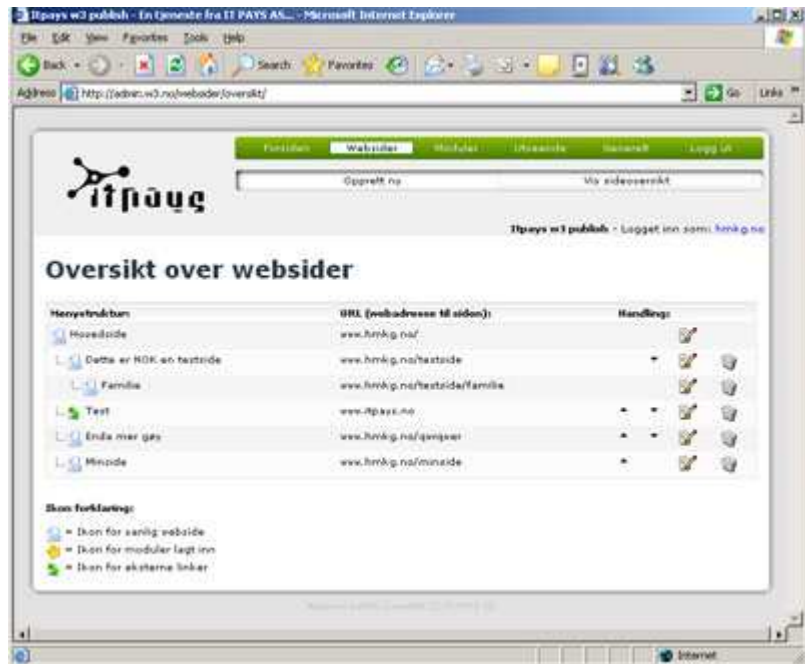 Itpays w3 publish - En tjeneste fra IT PAYS AS... - Microsoft Internet Explorer
File Edit View Favorites Tools Help
Back Search Favorites
Address http://admin.w3.no/websider/oversikt/ Go Links
Forsiden Websider Moduler Utseende Generelt Logg ut
Opprett ny Vis sideoversikt
itpays
Itpays w3 publish - Logget inn som: hmkg.no
Oversikt over websider
Menystruktur: URL (webadresse til siden): Handling:
Hovedside www.hmkg.no/
Dette er NOK en testside www.hmkg.no/testside
Familie www.hmkg.no/testside/familie
Test www.itpays.no
Enda mer gøy www.hmkg.no/
Minside www.hmkg.no/minside
Ikon forklaring:
= Ikon for vanlig webside
= Ikon for moduler lagt inn
= Ikon for eksterne linker
Internet